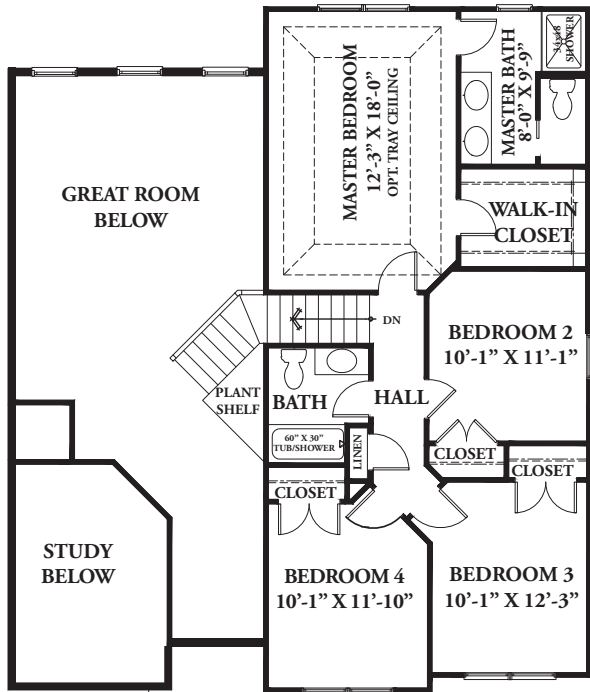 MASTER BEDROOM
12'-3" X 18'-0"
OPT. TRAY CEILING
MASTER BATH
8'-0" X 9'-9"
34x48
SHOWER
GREAT ROOM
BELOW
WALK-IN
CLOSET
DN
BEDROOM 2
10'-1" X 11'-1"
PLANT
SHELF
BATH
HALL
60" X 30"
TUB/SHOWER
LINEN
CLOSET
CLOSET
CLOSET
STUDY
BELOW
BEDROOM 4
10'-1" X 11'-10"
BEDROOM 3
10'-1" X 12'-3"